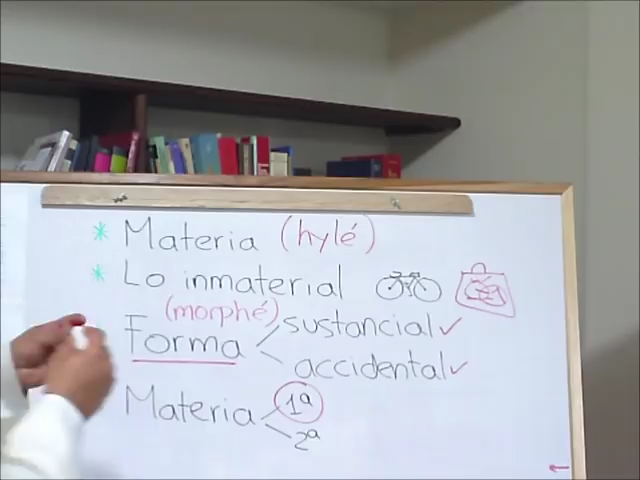 * Materia (hylé)
* Lo inmaterial
(morphé)
Forma sustancial ✓
accidental ✓
Materia 1ª
2ª